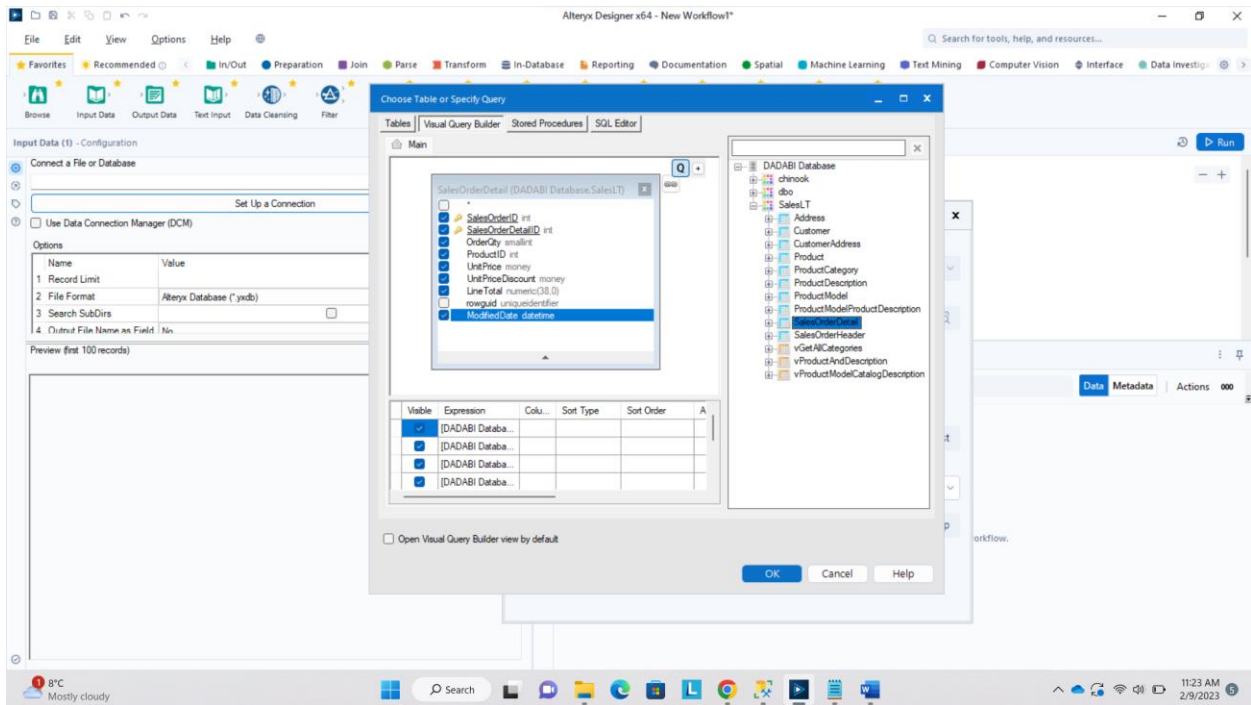 Alteryx Designer x64 - New Workflow1*
File Edit View Options Help
Search for tools, help, and resources...
Favorites Recommended In/Out Preparation Join Parse Transform In-Database Reporting Documentation Spatial Machine Learning Text Mining Computer Vision Interface Data Investig
Browse Input Data Output Data Text Input Data Cleansing Filter
Input Data (1) - Configuration
Run
Connect a File or Database
Set Up a Connection
Use Data Connection Manager (DCM)
Options
Name Value
1 Record Limit
2 File Format Alteryx Database (*.yxdb)
3 Search SubDirs
4 Output File Name as Field No
Preview (first 100 records)
Choose Table or Specify Query
Tables Visual Query Builder Stored Procedures SQL Editor
Main
Q +
SalesOrderDetail (DADABI Database.SalesLT) x
*
SalesOrderID int
SalesOrderDetailID int
OrderQty smallint
ProductID int
UnitPrice money
UnitPriceDiscount money
LineTotal numeric(38,0)
rowguid uniqueidentifier
ModifiedDate datetime
Visible Expression Colu... Sort Type Sort Order A
[DADABI Databa...
[DADABI Databa...
[DADABI Databa...
[DADABI Databa...
DADABI Database
chinook
dbo
SalesLT
Address
Customer
CustomerAddress
Product
ProductCategory
ProductDescription
ProductModel
ProductModelProductDescription
SalesOrderDetail
SalesOrderHeader
vGetAllCategories
vProductAndDescription
vProductModelCatalogDescription
Open Visual Query Builder view by default
OK Cancel Help
Data Metadata Actions 000
orkflow.
1 8°C
Mostly cloudy
Search
11:23 AM
2/9/2023
5